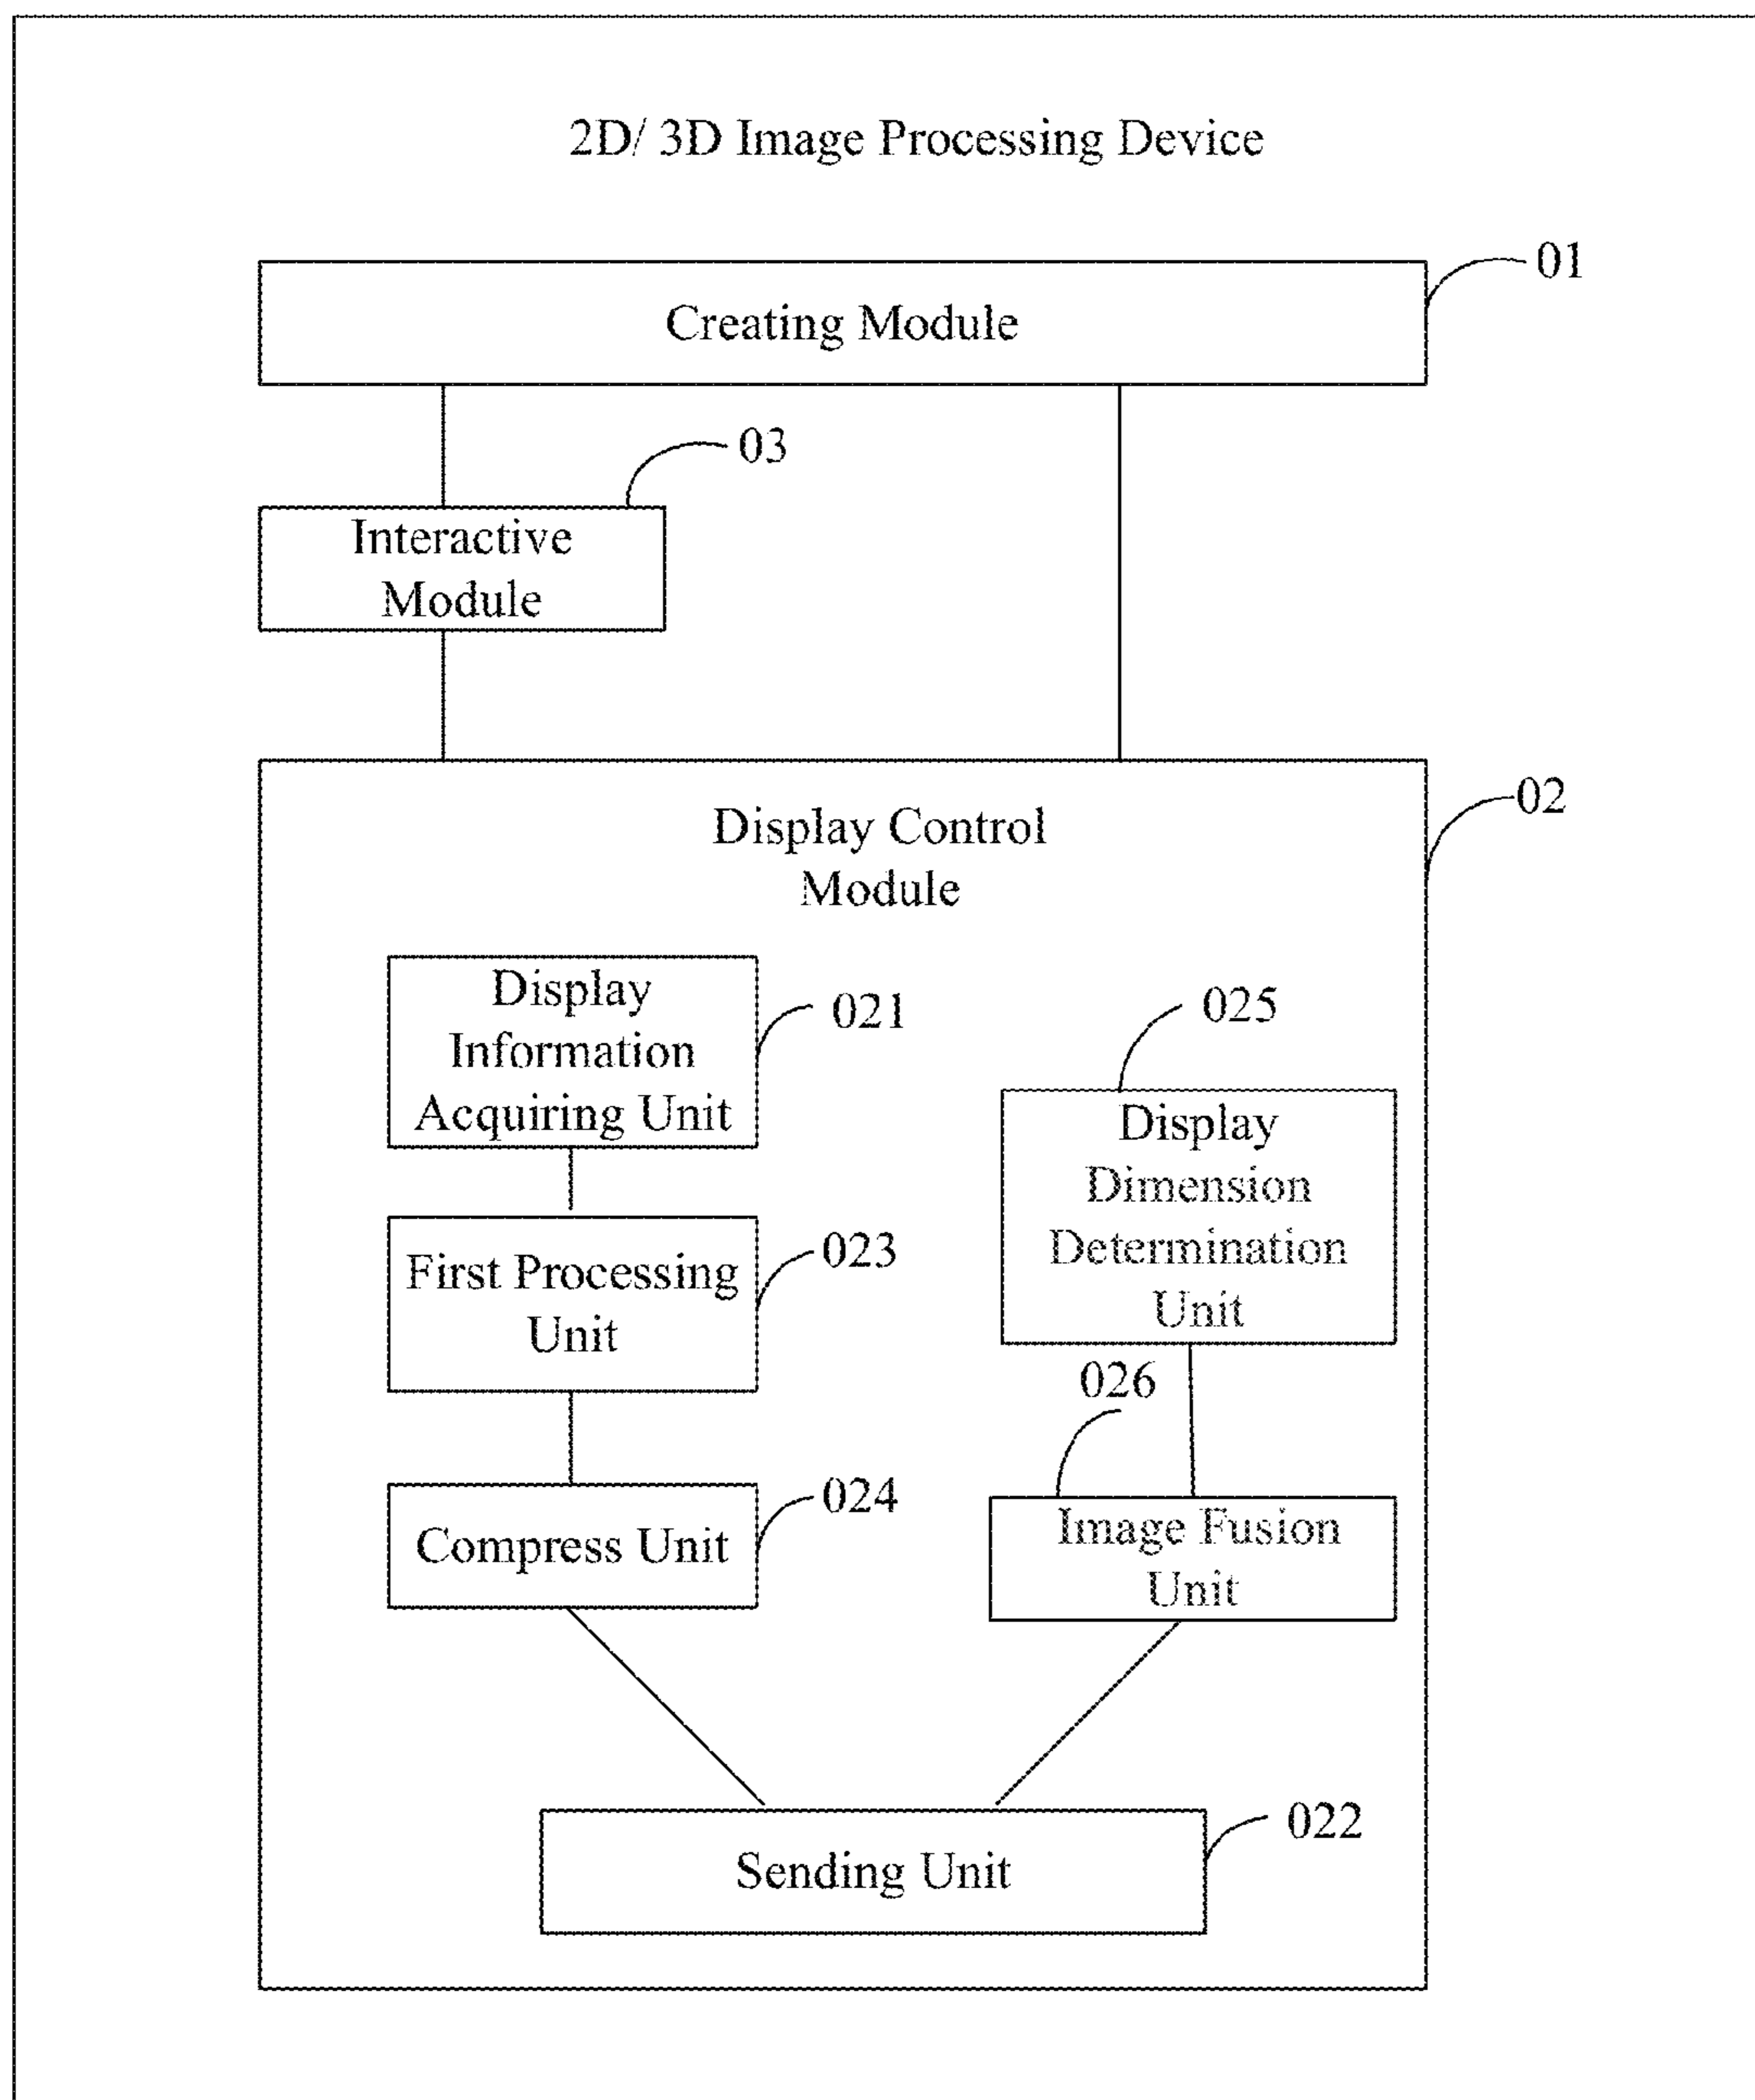 2D/ 3D Image Processing Device
01
Creating Module
03
Interactive
Module
02
Display Control
Module
Display
Information
Acquiring Unit
021
025
Display
Dimension
Determination
Unit
First Processing
Unit
023
026
Compress Unit
024
Image Fusion
Unit
Sending Unit
022